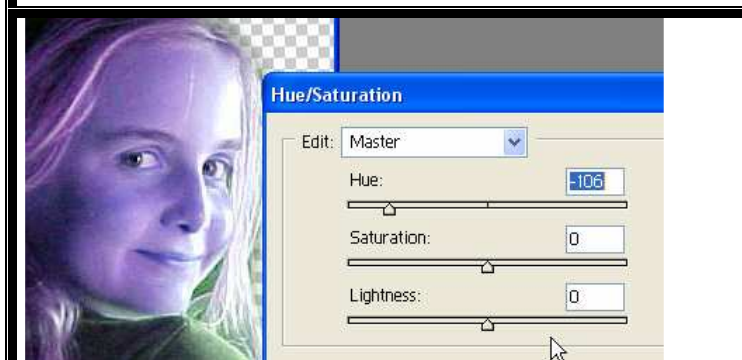 Hue/Saturation
Edit: Master
Hue: -106
Saturation: 0
Lightness: 0